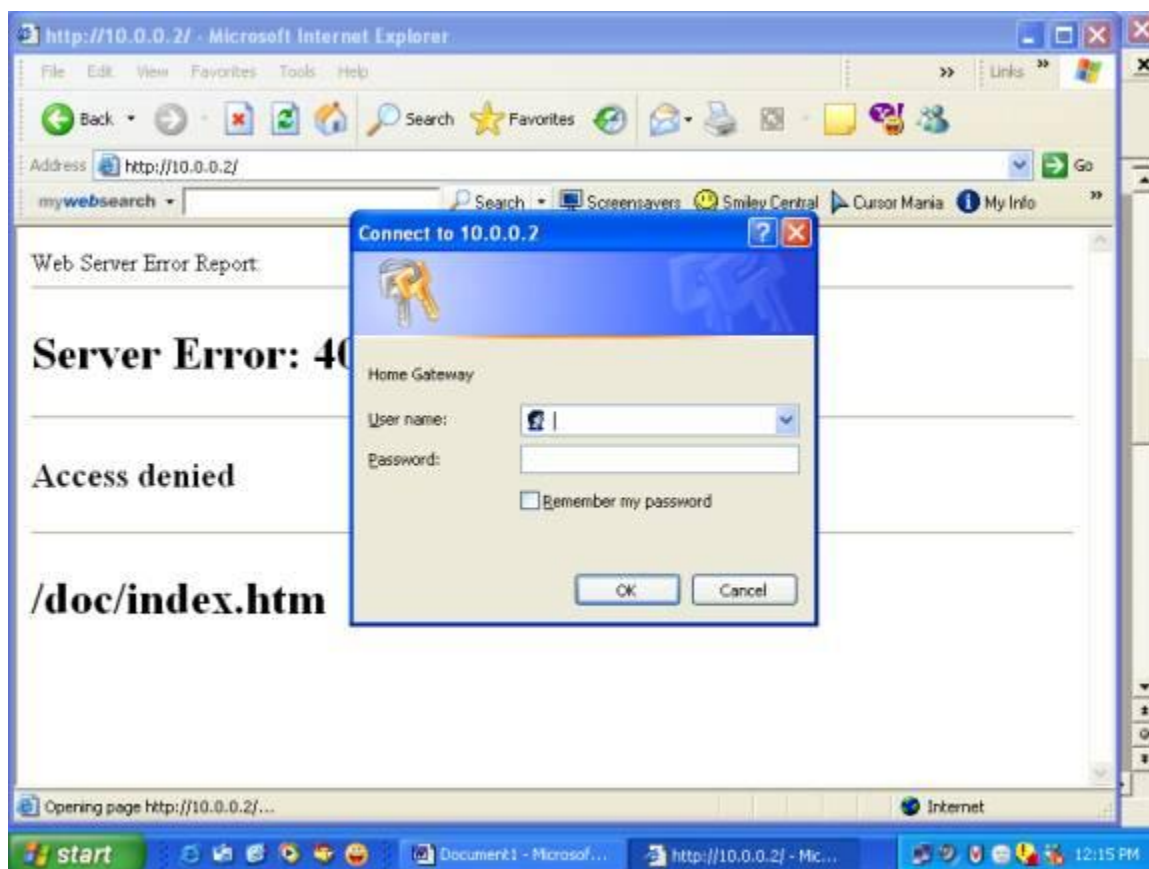 http://10.0.0.2/ - Microsoft Internet Explorer
File Edit View Favorites Tools Help » Links »
Back Search Favorites
Address http://10.0.0.2/ Go
mywebsearch Search Screensavers Smiley Central Cursor Mania My Info »
Connect to 10.0.0.2
Web Server Error Report:
Server Error: 40
Home Gateway
User name:
Password:
Access denied
Remember my password
OK Cancel
/doc/index.htm
Opening page http://10.0.0.2/... Internet
start Document1 - Microsof... http://10.0.0.2/ - Mic... 12:15 PM